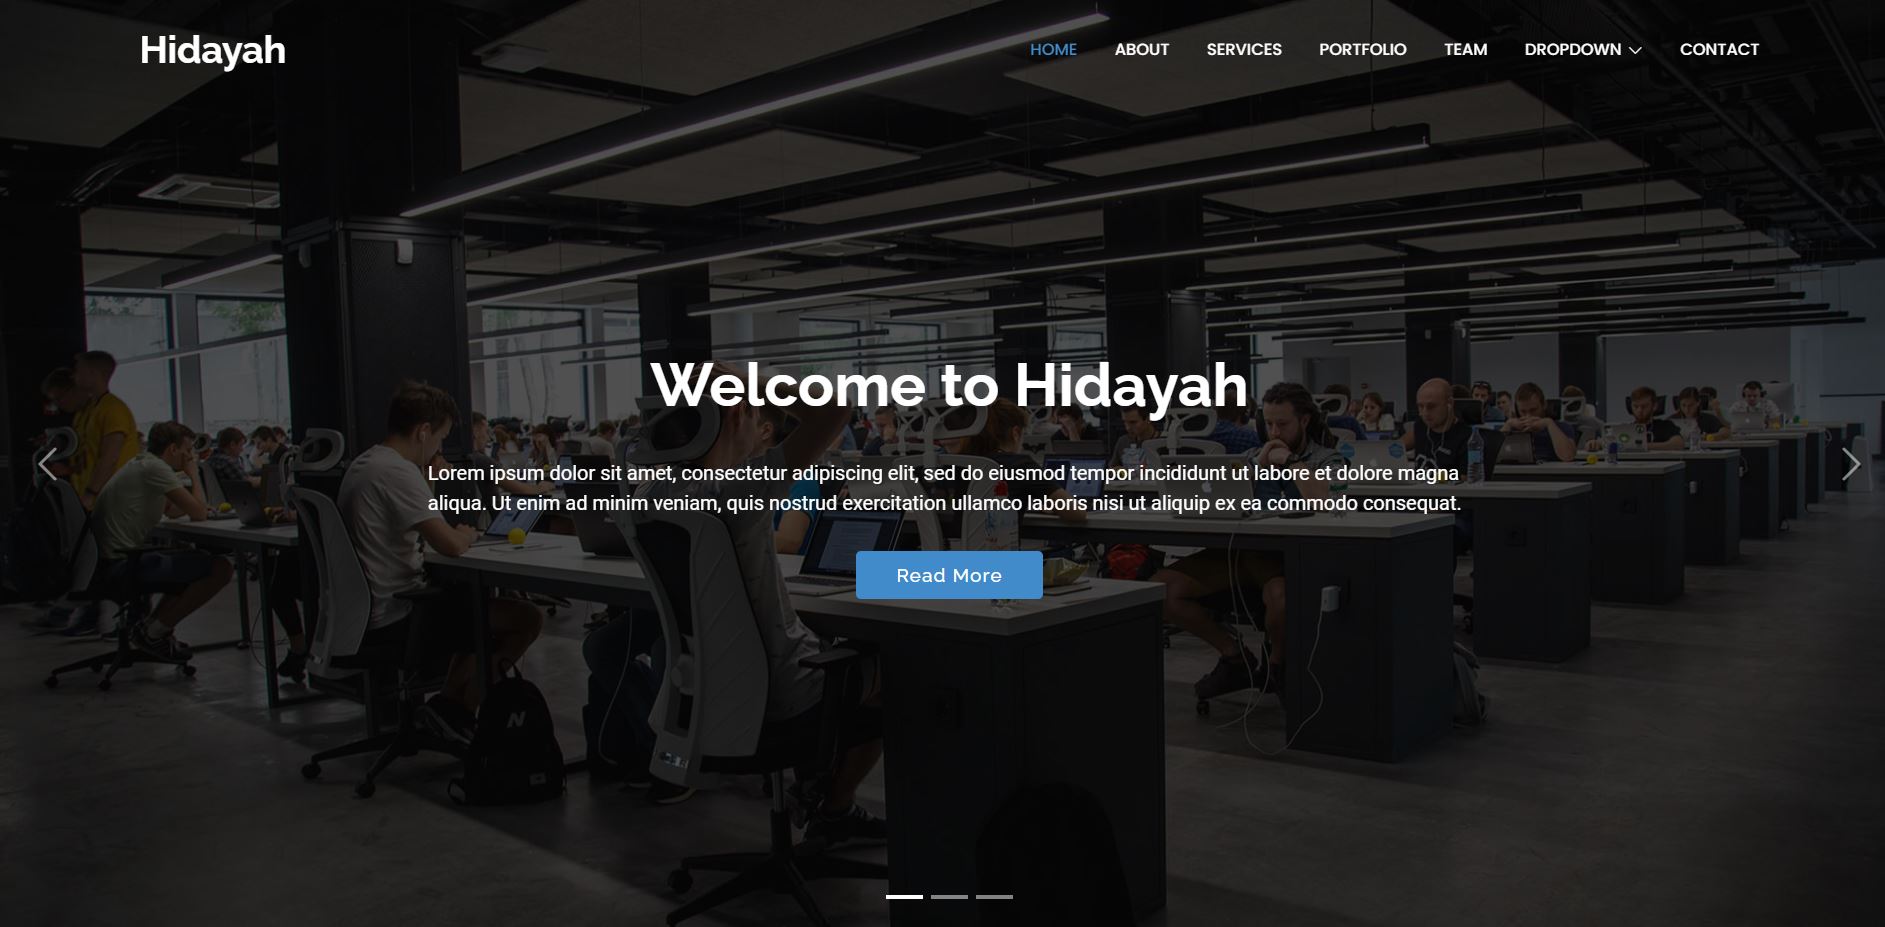 Hidayah
HOME ABOUT SERVICES PORTFOLIO TEAM DROPDOWN CONTACT
Welcome to Hidayah
Lorem ipsum dolor sit amet, consectetur adipiscing elit, sed do eiusmod tempor incididunt ut labore et dolore magna
aliqua. Ut enim ad minim veniam, quis nostrud exercitation ullamco laboris nisi ut aliquip ex ea commodo consequat.
Read More